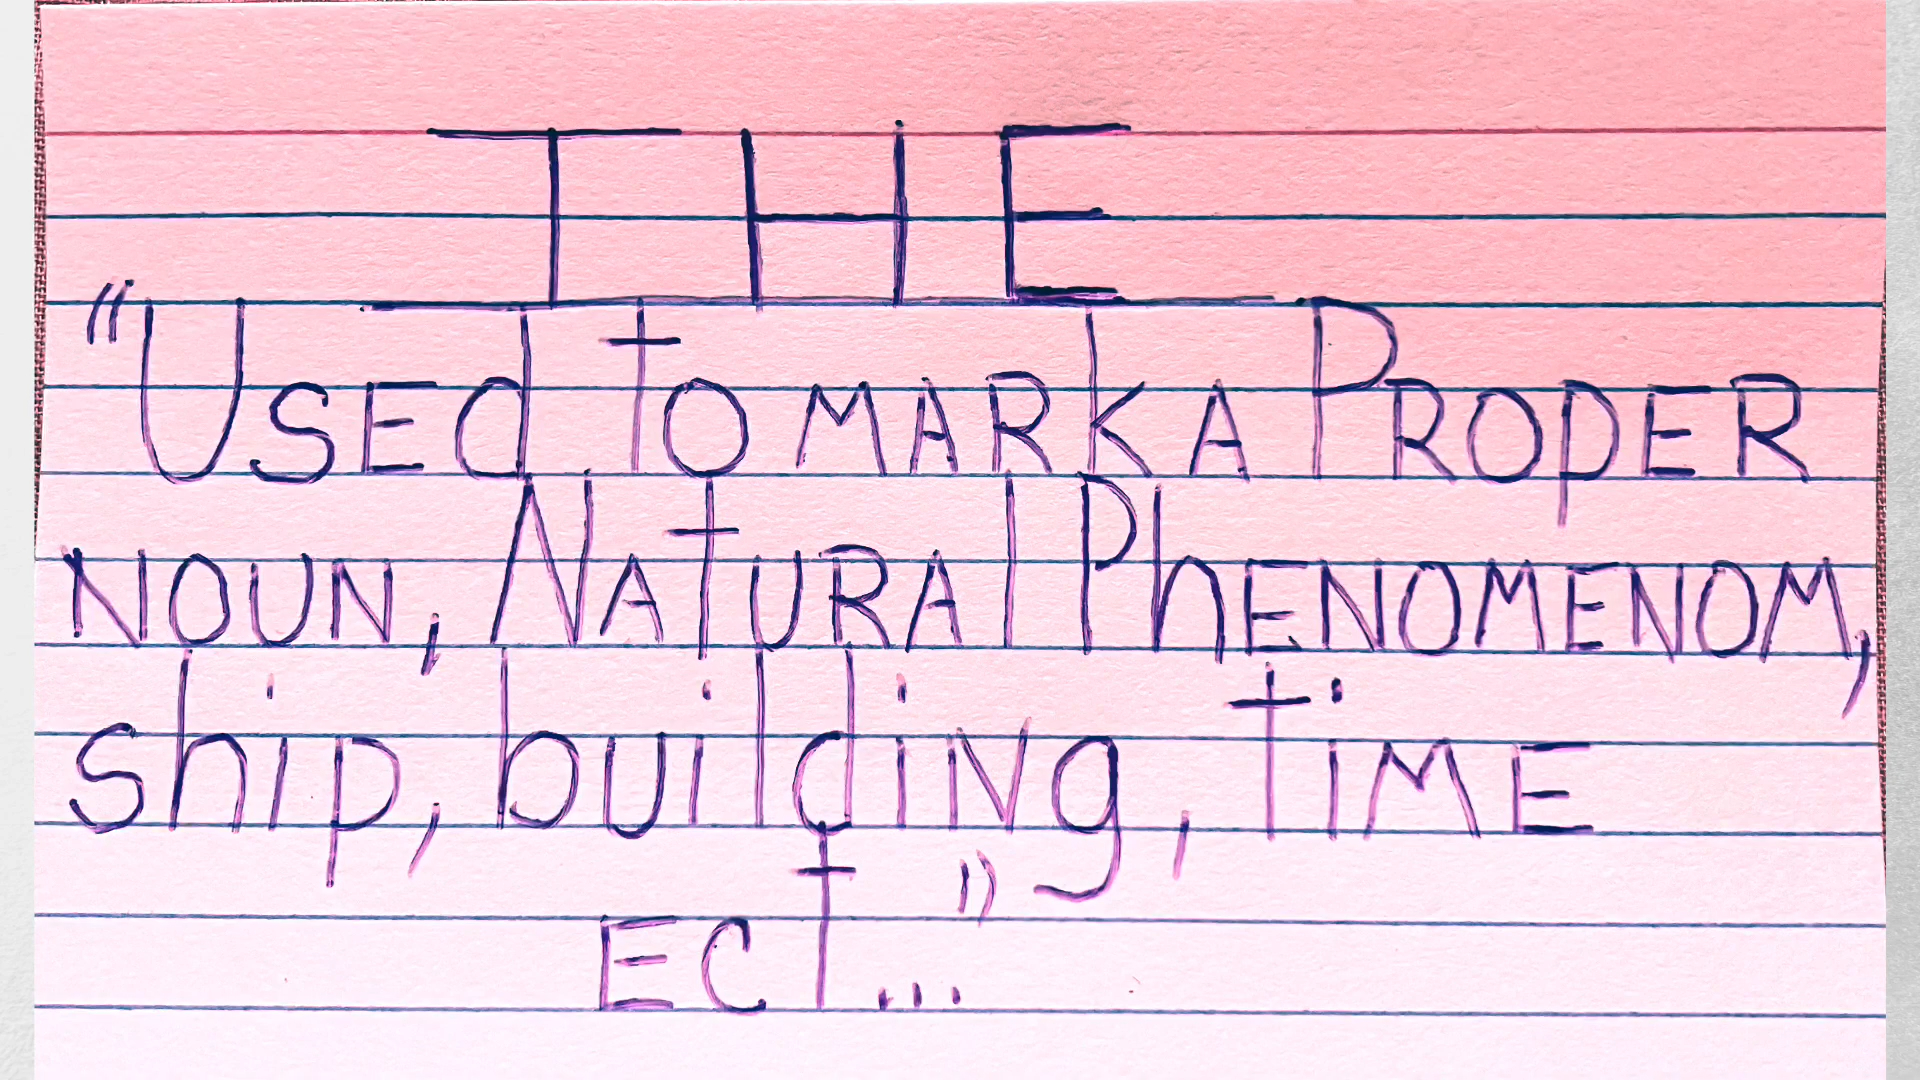 THE
"Used to MARK A PROPER
NOUN, NATURAl PhENOMENOM,
ship, building, TiME
ECT..."